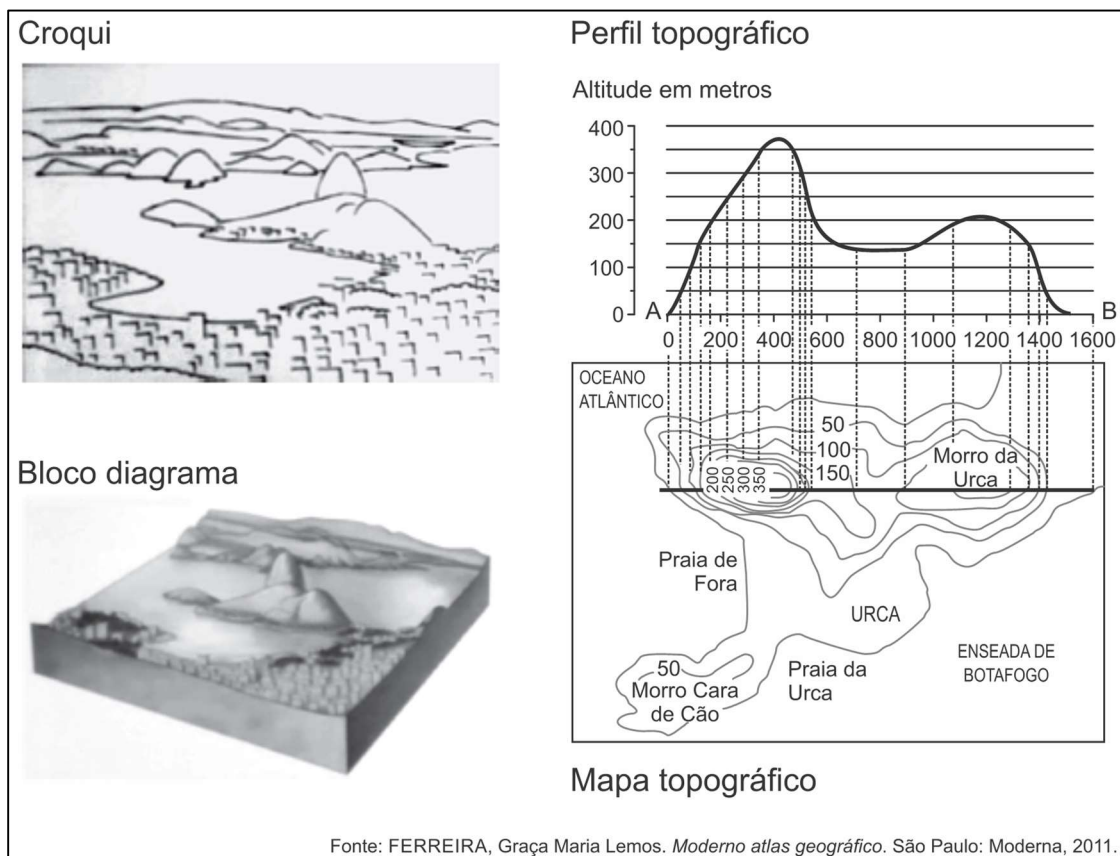 Croqui
Perfil topográfico
Altitude em metros
400
300
200
100
0
A
B
0
200
400
600
800
1000
1200
1400
1600
OCEANO
ATLÂNTICO
50
100
150
200
250
300
350
Morro da
Urca
Praia de
Fora
URCA
ENSEADA DE
BOTAFOGO
50
Morro Cara
de Cão
Praia da
Urca
Bloco diagrama
Mapa topográfico
Fonte: FERREIRA, Graça Maria Lemos. Moderno atlas geográfico. São Paulo: Moderna, 2011.